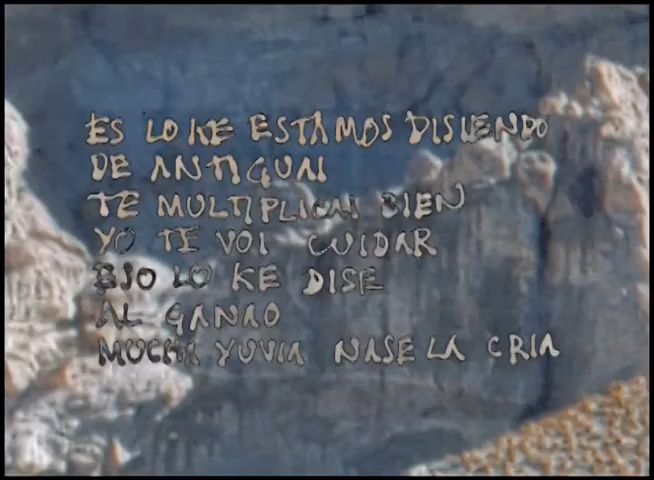 ES LO KE ESTAMOS DISIENDO
DE ANTIGUAI
TE MULTIPLICAI BIEN
YO TE VOI CUIDAR
ESO LO KE DISE
AL GANAO
MOCHA YUVIA NASE LA CRIA